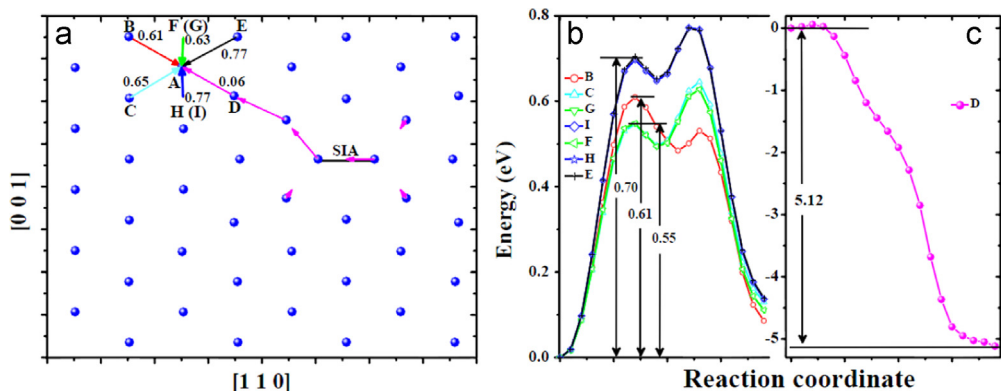 a
B
F (G)
E
0.61
0.63
0.77
A
0.65
0.06
C
0.77
D
H (I)
SIA
[0 0 1]
[1 1 0]
b
B
C
G
I
F
H
E
0.70
0.61
0.55
0.8
0.6
0.4
0.2
0.0
Energy (eV)
c
D
5.12
0
-1
-2
-3
-4
-5
Reaction coordinate